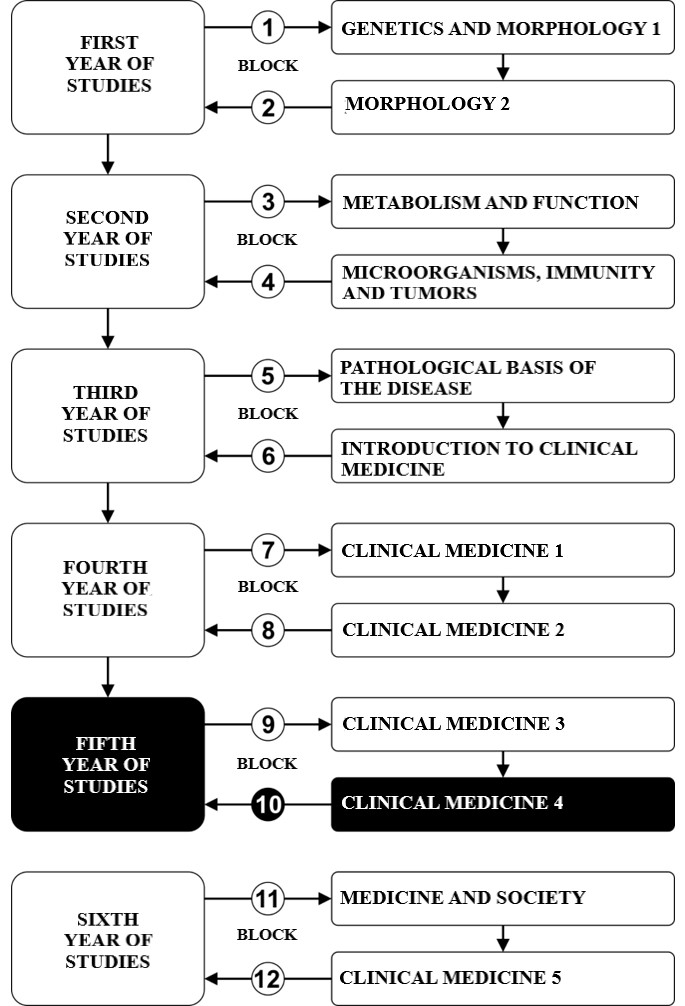 FIRST
YEAR OF
STUDIES
1
BLOCK
2
GENETICS AND MORPHOLOGY 1
MORPHOLOGY 2
SECOND
YEAR OF
STUDIES
3
BLOCK
4
METABOLISM AND FUNCTION
MICROORGANISMS, IMMUNITY
AND TUMORS
THIRD
YEAR OF
STUDIES
5
BLOCK
6
PATHOLOGICAL BASIS OF
THE DISEASE
INTRODUCTION TO CLINICAL
MEDICINE
FOURTH
YEAR OF
STUDIES
7
BLOCK
8
CLINICAL MEDICINE 1
CLINICAL MEDICINE 2
FIFTH
YEAR OF
STUDIES
9
BLOCK
10
CLINICAL MEDICINE 3
CLINICAL MEDICINE 4
SIXTH
YEAR OF
STUDIES
11
BLOCK
12
MEDICINE AND SOCIETY
CLINICAL MEDICINE 5